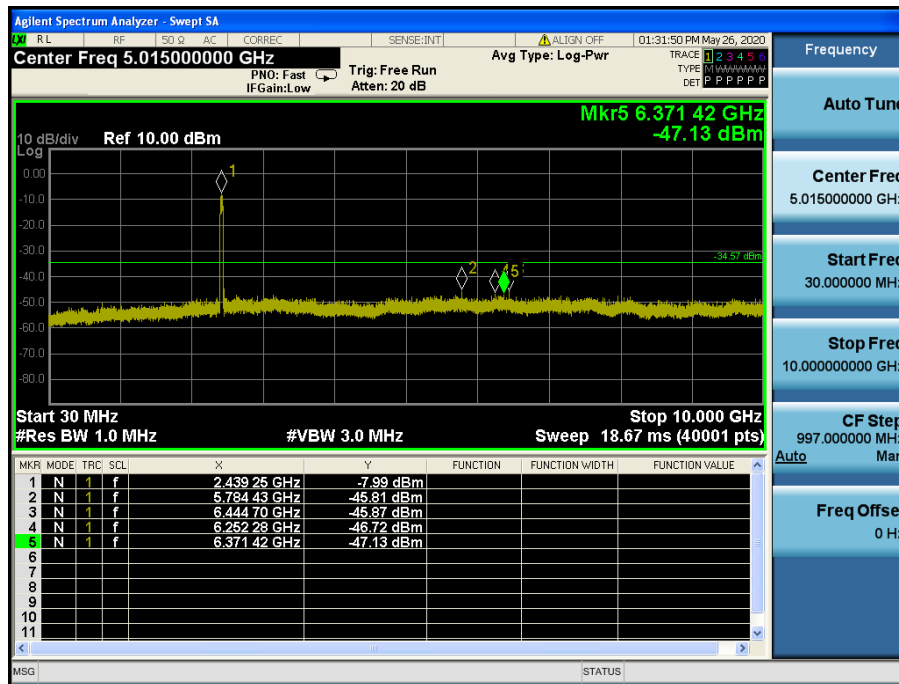 Agilent Spectrum Analyzer - Swept SA
LXI RL RF 50 Ω AC CORREC SENSE:INT ALIGN OFF 01:31:50 PM May 26, 2020
Center Freq 5.015000000 GHz
PNO: Fast Trig: Free Run
IFGain:Low Atten: 20 dB
Avg Type: Log-Pwr
TRACE 1 2 3 4 5 6
TYPE M WWWWW
DET P P P P P P
Mkr5 6.371 42 GHz
-47.13 dBm
10 dB/div Ref 10.00 dBm
Log
0.00
-10.0
-20.0
-30.0
-40.0
-50.0
-60.0
-70.0
-80.0
1
2
5
-34.57 dBm
Start 30 MHz Stop 10.000 GHz
#Res BW 1.0 MHz #VBW 3.0 MHz Sweep 18.67 ms (40001 pts)
MKR MODE TRC SCL X Y FUNCTION FUNCTION WIDTH FUNCTION VALUE
1 N 1 f 2.439 25 GHz -7.99 dBm
2 N 1 f 5.784 43 GHz -45.81 dBm
3 N 1 f 6.444 70 GHz -45.87 dBm
4 N 1 f 6.252 28 GHz -46.72 dBm
5 N 1 f 6.371 42 GHz -47.13 dBm
6
7
8
9
10
11
MSG STATUS
Frequency
Auto Tune
Center Freq
5.015000000 GHz
Start Freq
30.000000 MHz
Stop Freq
10.000000000 GHz
CF Step
997.000000 MHz
Auto Man
Freq Offset
0 Hz